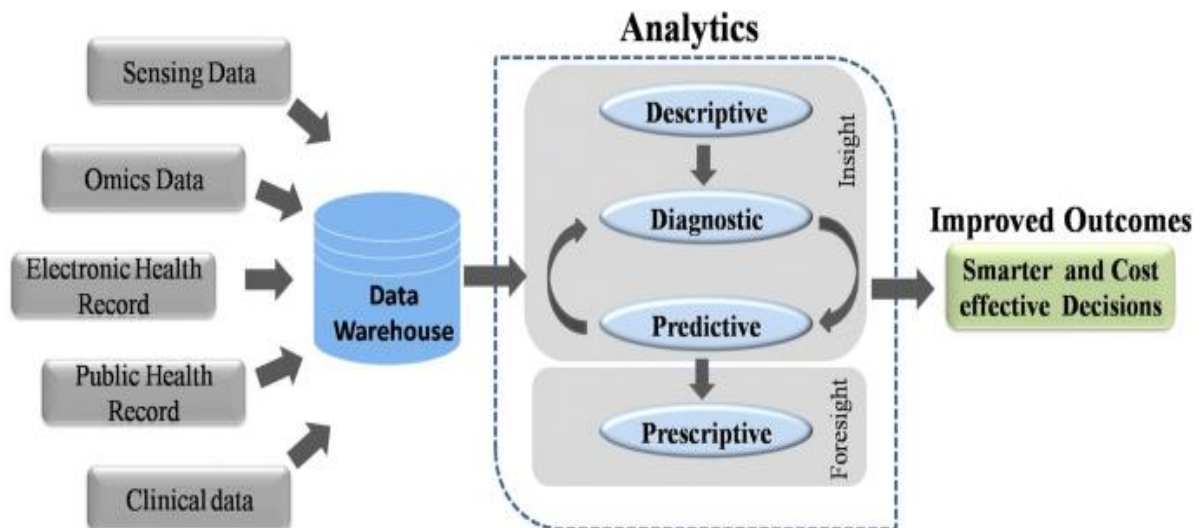 Analytics
Sensing Data
Omics Data
Electronic Health
Record
Public Health
Record
Clinical data
Data
Warehouse
Descriptive
Diagnostic
Predictive
Insight
Prescriptive
Foresight
Improved Outcomes
Smarter and Cost
effective Decisions